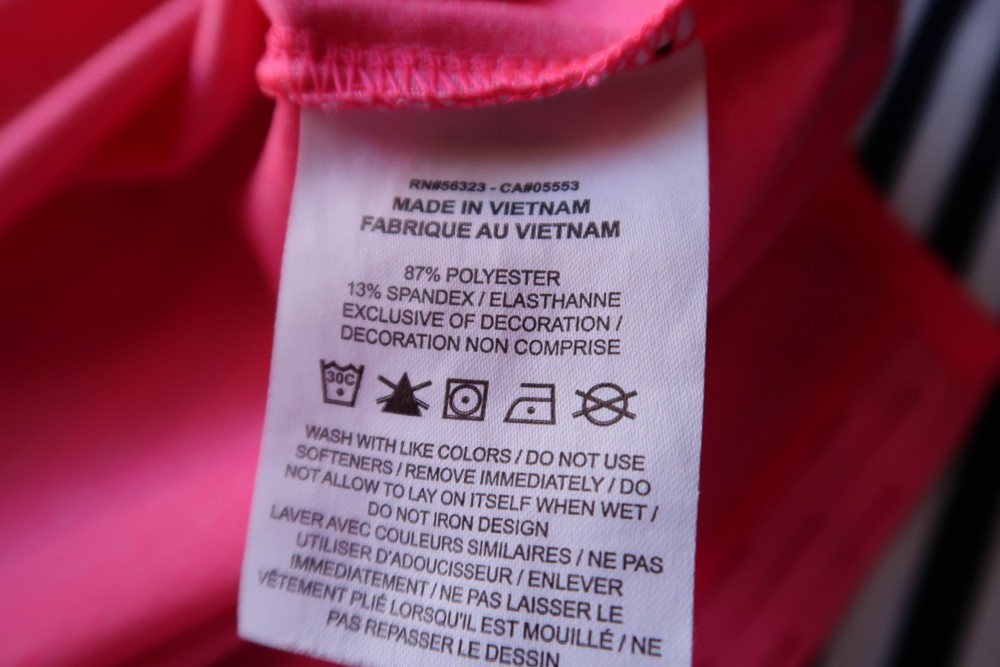 RN#56323 - CA#05553
MADE IN VIETNAM
FABRIQUE AU VIETNAM
87% POLYESTER
13% SPANDEX / ELASTHANNE
EXCLUSIVE OF DECORATION /
DECORATION NON COMPRISE
30C
WASH WITH LIKE COLORS / DO NOT USE
SOFTENERS / REMOVE IMMEDIATELY / DO
NOT ALLOW TO LAY ON ITSELF WHEN WET /
DO NOT IRON DESIGN
LAVER AVEC COULEURS SIMILAIRES / NE PAS
UTILISER D'ADOUCISSEUR / ENLEVER
IMMEDIATEMENT / NE PAS LAISSER LE
VÊTEMENT PLIÉ LORSQU'IL EST MOUILLÉ / NE
PAS REPASSER LE DESSIN